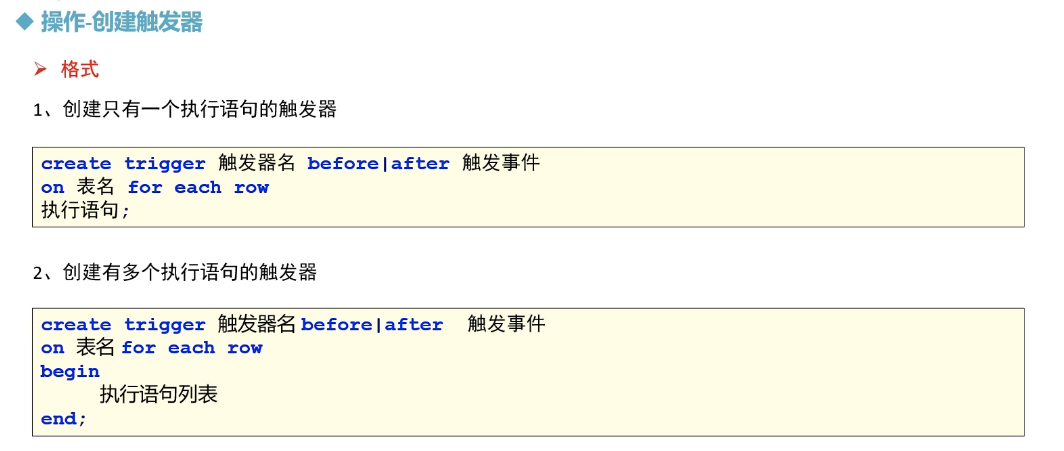 ◆ 操作-创建触发器
➢ 格式
1、创建只有一个执行语句的触发器
create trigger 触发器名 before|after 触发事件
on 表名 for each row
执行语句;
2、创建有多个执行语句的触发器
create trigger 触发器名 before|after 触发事件
on 表名 for each row
begin
执行语句列表
end;